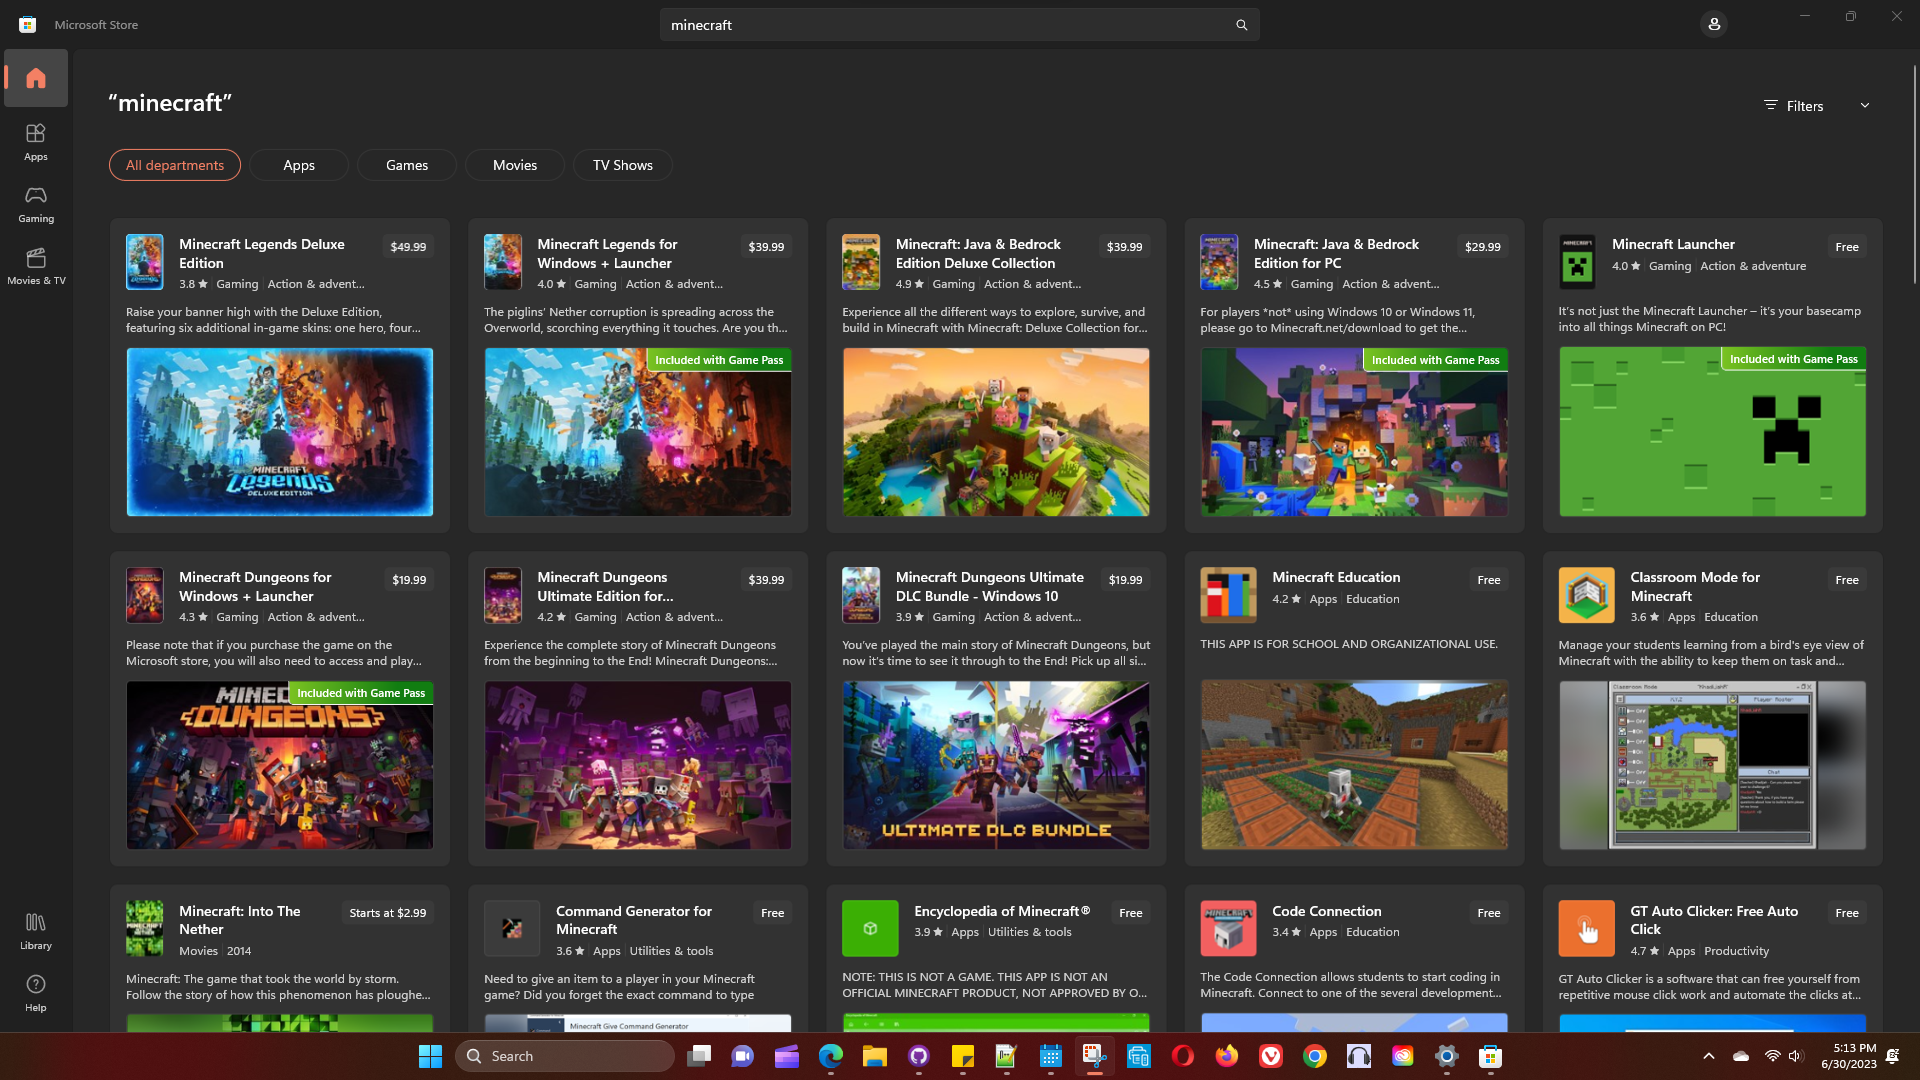 Microsoft Store
minecraft
Apps
Gaming
Movies & TV
Library
Help
“minecraft”
Filters
All departments
Apps
Games
Movies
TV Shows
Minecraft Legends Deluxe
Edition
$49.99
3.8 ★ Gaming Action & advent...
Raise your banner high with the Deluxe Edition,
featuring six additional in-game skins: one hero, four...
MINECRAFT
Legends
DELUXE EDITION
Minecraft Legends for
Windows + Launcher
$39.99
4.0 ★ Gaming Action & advent...
The piglins’ Nether corruption is spreading across the
Overworld, scorching everything it touches. Are you th...
Included with Game Pass
Minecraft: Java & Bedrock
Edition Deluxe Collection
$39.99
4.9 ★ Gaming Action & advent...
Experience all the different ways to explore, survive, and
build in Minecraft with Minecraft: Deluxe Collection for...
Minecraft: Java & Bedrock
Edition for PC
$29.99
4.5 ★ Gaming Action & advent...
For players *not* using Windows 10 or Windows 11,
please go to Minecraft.net/download to get the...
Included with Game Pass
MINECRAFT
Minecraft Launcher
Free
4.0 ★ Gaming Action & adventure
It’s not just the Minecraft Launcher – it’s your basecamp
into all things Minecraft on PC!
Included with Game Pass
Minecraft Dungeons for
Windows + Launcher
$19.99
4.3 ★ Gaming Action & advent...
Please note that if you purchase the game on the
Microsoft store, you will also need to access and play...
Included with Game Pass
DUNGEONS
Minecraft Dungeons
Ultimate Edition for...
$39.99
4.2 ★ Gaming Action & advent...
Experience the complete story of Minecraft Dungeons
from the beginning to the End! Minecraft Dungeons:...
Minecraft Dungeons Ultimate
DLC Bundle - Windows 10
$19.99
3.9 ★ Gaming Action & advent...
You’ve played the main story of Minecraft Dungeons, but
now it’s time to see it through to the End! Pick up all si...
ULTIMATE DLC BUNDLE
Minecraft Education
Free
4.2 ★ Apps Education
THIS APP IS FOR SCHOOL AND ORGANIZATIONAL USE.
Classroom Mode for
Minecraft
Free
3.6 ★ Apps Education
Manage your students learning from a bird's eye view of
Minecraft with the ability to keep them on task and...
Classroom Mode
Player Roster
Chat
Minecraft: Into The
Nether
Starts at $2.99
Movies 2014
Minecraft: The game that took the world by storm.
Follow the story of how this phenomenon has ploughe...
Command Generator for
Minecraft
Free
3.6 ★ Apps Utilities & tools
Need to give an item to a player in your Minecraft
game? Did you forget the exact command to type
Minecraft Give Command Generator
Encyclopedia of Minecraft®
Free
3.9 ★ Apps Utilities & tools
NOTE: THIS IS NOT A GAME. THIS APP IS NOT AN
OFFICIAL MINECRAFT PRODUCT, NOT APPROVED BY O...
MINECRAFT
Code Connection
Free
3.4 ★ Apps Education
The Code Connection allows students to start coding in
Minecraft. Connect to one of the several development...
GT Auto Clicker: Free Auto
Click
Free
4.7 ★ Apps Productivity
GT Auto Clicker is a software that can free yourself from
repetitive mouse click work and automate the clicks at...
Search
5:13 PM
6/30/2023